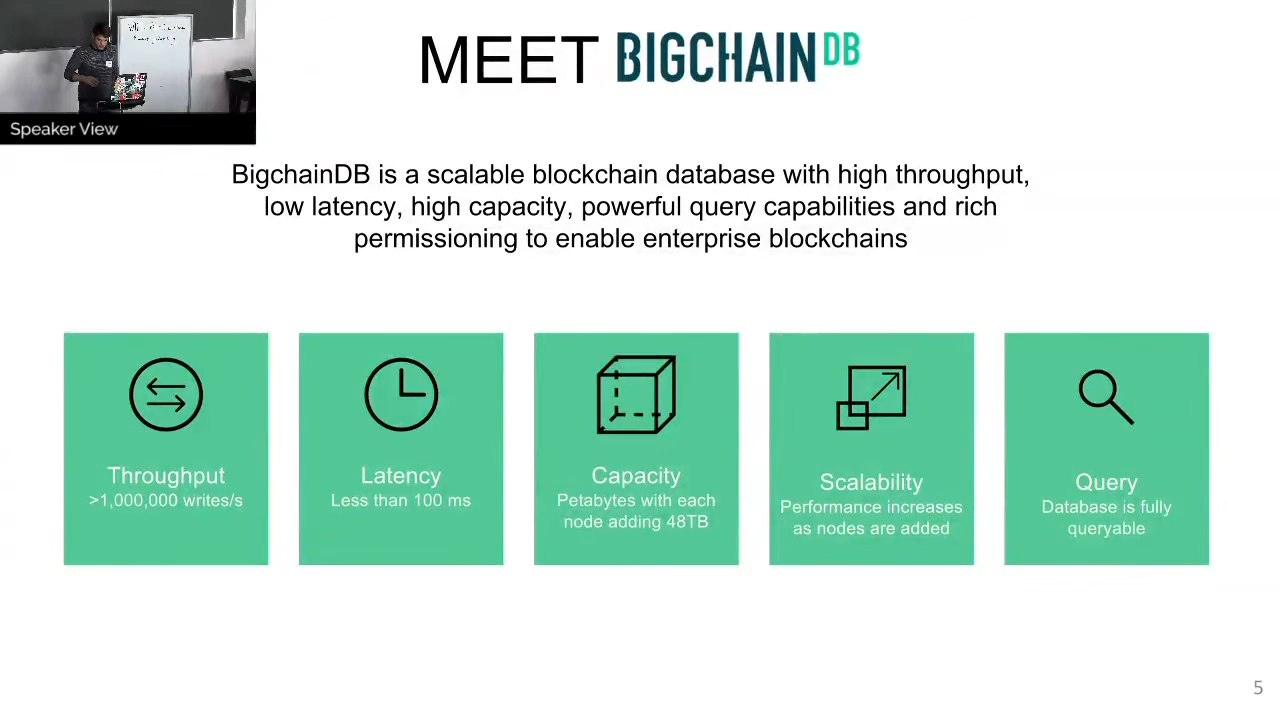 MEET BIGCHAINDB
Speaker View
BigchainDB is a scalable blockchain database with high throughput,
low latency, high capacity, powerful query capabilities and rich
permissioning to enable enterprise blockchains
Throughput
>1,000,000 writes/s
Latency
Less than 100 ms
Capacity
Petabytes with each
node adding 48TB
Scalability
Performance increases
as nodes are added
Query
Database is fully
queryable
5